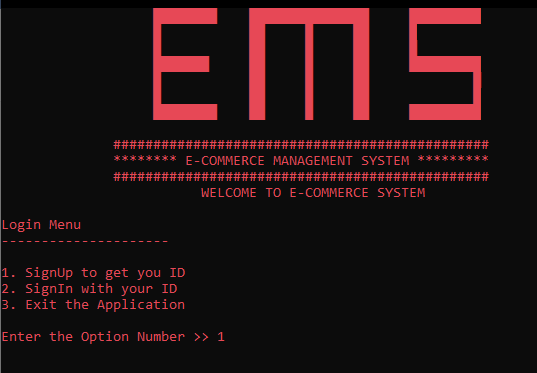 EMS
###############################################
******** E-COMMERCE MANAGEMENT SYSTEM *********
###############################################
WELCOME TO E-COMMERCE SYSTEM
Login Menu
---------------------
1. SignUp to get you ID
2. SignIn with your ID
3. Exit the Application
Enter the Option Number >> 1